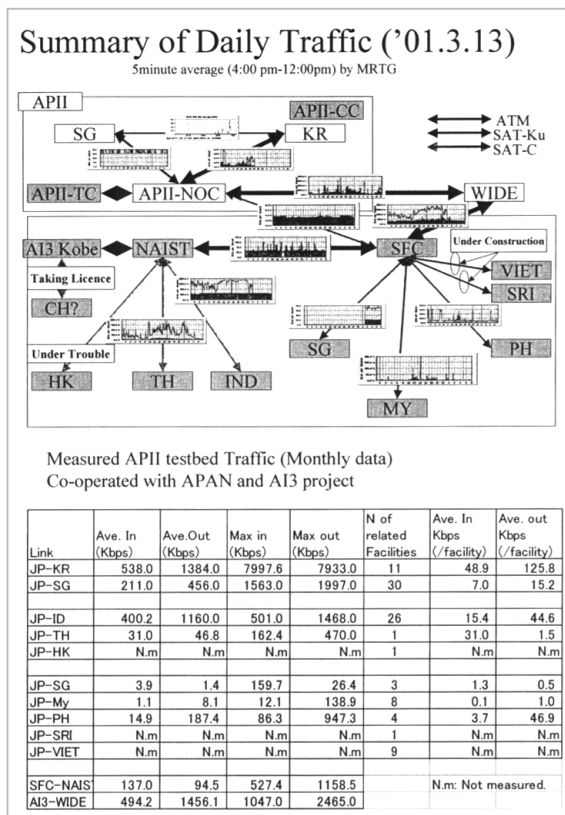 Summary of Daily Traffic ('01.3.13)
5minute average (4:00 pm-12:00pm) by MRTG
APII
APII-CC
SG
KR
ATM
SAT-Ku
SAT-C
APII-TC
APII-NOC
WIDE
AI3 Kobe
NAIST
SFC
Under Construction
VIET
SRI
Taking Licence
CH?
Under Trouble
HK
TH
IND
SG
PH
MY
Measured APII testbed Traffic (Monthly data)
Co-operated with APAN and AI3 project
Link Ave. In (Kbps) Ave.Out (Kbps) Max in (Kbps) Max out (Kbps) N of related Facilities Ave. In Kbps (/facility) Ave. out Kbps (/facility)
JP-KR 538.0 1384.0 7997.6 7933.0 11 48.9 125.8
JP-SG 211.0 456.0 1563.0 1997.0 30 7.0 15.2
JP-ID 400.2 1160.0 501.0 1468.0 26 15.4 44.6
JP-TH 31.0 46.8 162.4 470.0 1 31.0 1.5
JP-HK N.m N.m N.m N.m 1 N.m N.m
JP-SG 3.9 1.4 159.7 26.4 3 1.3 0.5
JP-My 1.1 8.1 12.1 138.9 8 0.1 1.0
JP-PH 14.9 187.4 86.3 947.3 4 3.7 46.9
JP-SRI N.m N.m N.m N.m 1 N.m N.m
JP-VIET N.m N.m N.m N.m 9 N.m N.m
SFC-NAIS 137.0 94.5 527.4 1158.5 N.m: Not measured.
AI3-WIDE 494.2 1456.1 1047.0 2465.0